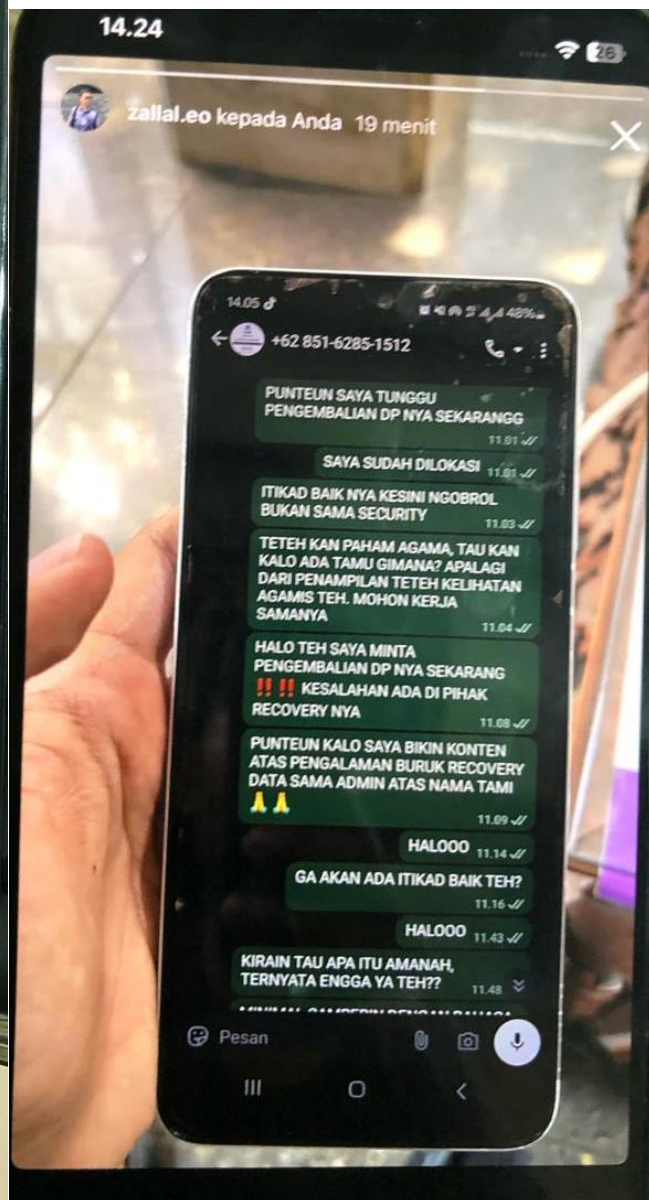 14.24
26
zallal.eo kepada Anda 19 menit
14.05
48%
+62 851-6285-1512
PUNTEUN SAYA TUNGGU
PENGEMBALIAN DP NYA SEKARANGG
11.01
SAYA SUDAH DILOKASI 11.01
ITIKAD BAIK NYA KESINI NGOBROL
BUKAN SAMA SECURITY
11.03
TETEH KAN PAHAM AGAMA, TAU KAN
KALO ADA TAMU GIMANA? APALAGI
DARI PENAMPILAN TETEH KELIHATAN
AGAMIS TEH. MOHON KERJA
SAMANYA
11.04
HALO TEH SAYA MINTA
PENGEMBALIAN DP NYA SEKARANG
‼️ ‼️ KESALAHAN ADA DI PIHAK
RECOVERY NYA
11.08
PUNTEUN KALO SAYA BIKIN KONTEN
ATAS PENGALAMAN BURUK RECOVERY
DATA SAMA ADMIN ATAS NAMA TAMI
🙏🙏
11.09
HALOOO 11.14
GA AKAN ADA ITIKAD BAIK TEH?
11.16
HALOOO 11.43
KIRAIN TAU APA ITU AMANAH,
TERNYATA ENGGA YA TEH??
11.48
Pesan